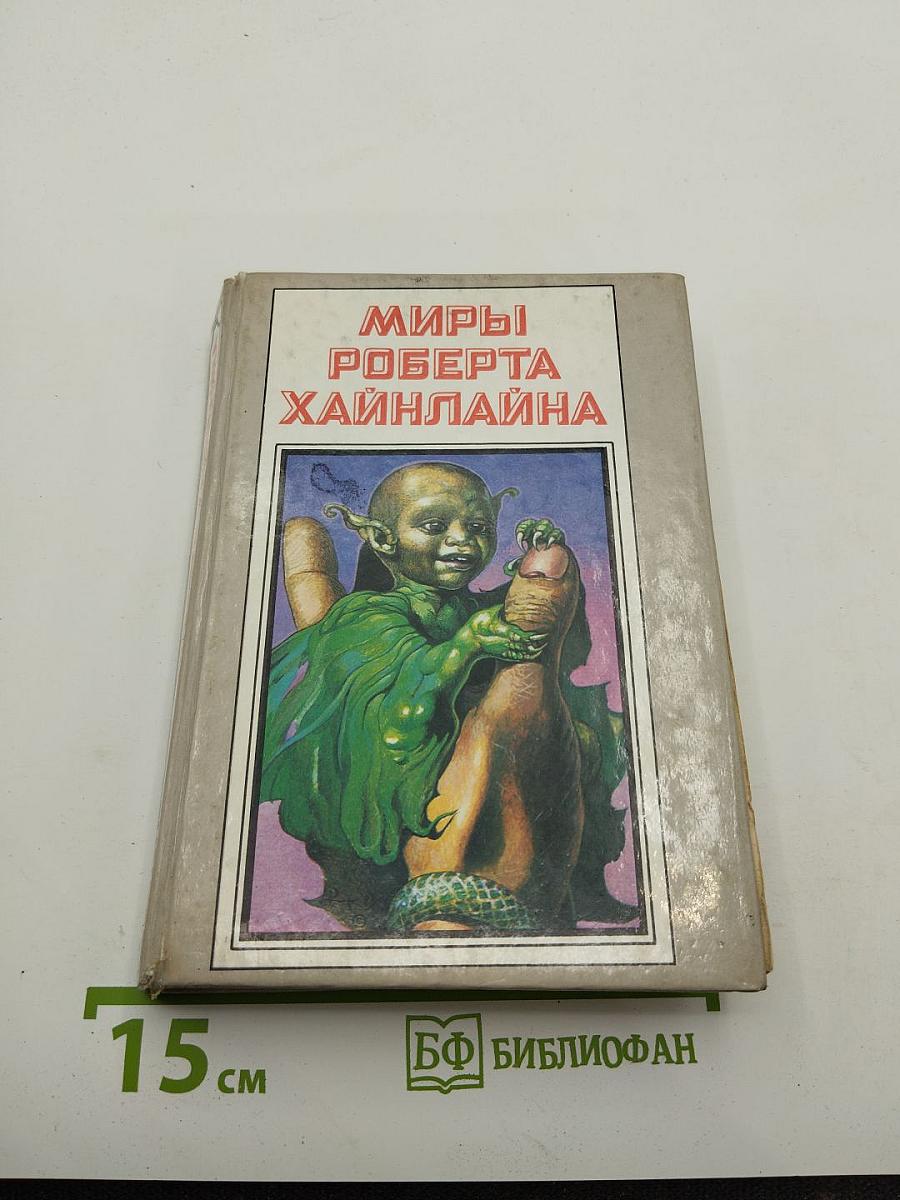 МИРЫ
РОБЕРТА
ХАЙНЛАЙНА
15 см
БФ БИБЛИОФАН